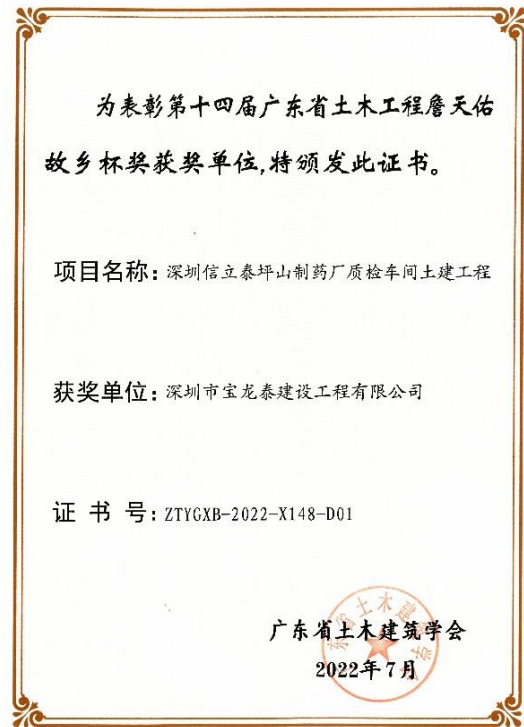 为表彰第十四届广东省土木工程詹天佑
故乡杯奖获奖单位,特颁发此证书。
项目名称:深圳信立泰坪山制药厂质检车间土建工程
获奖单位:深圳市宝龙泰建设工程有限公司
证 书 号:ZTYGXB-2022-X148-D01
广东省土木建筑学会
2022年7月